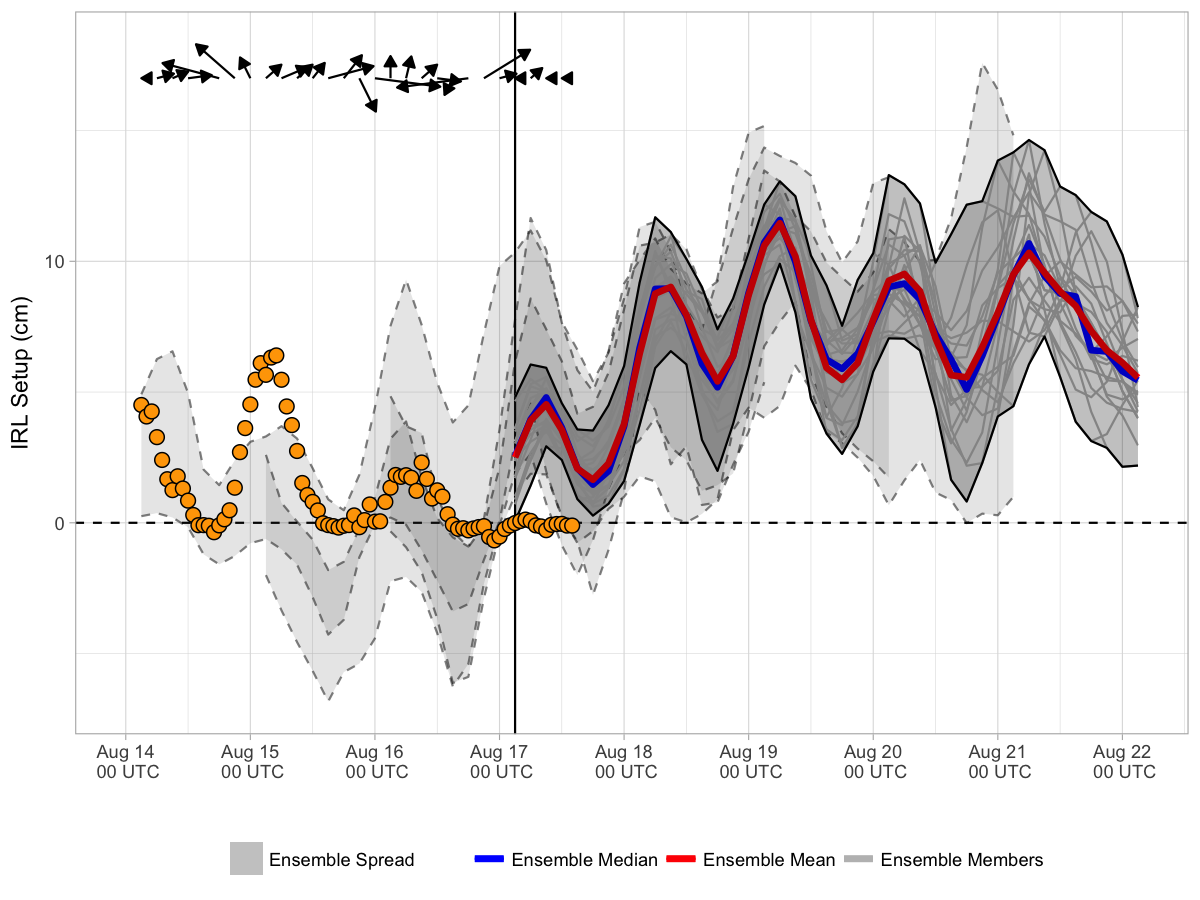 IRL Setup (cm)
10
0
Aug 14 Aug 15 Aug 16 Aug 17 Aug 18 Aug 19 Aug 20 Aug 21 Aug 22
00 UTC 00 UTC 00 UTC 00 UTC 00 UTC 00 UTC 00 UTC 00 UTC 00 UTC
Ensemble Spread Ensemble Median Ensemble Mean Ensemble Members